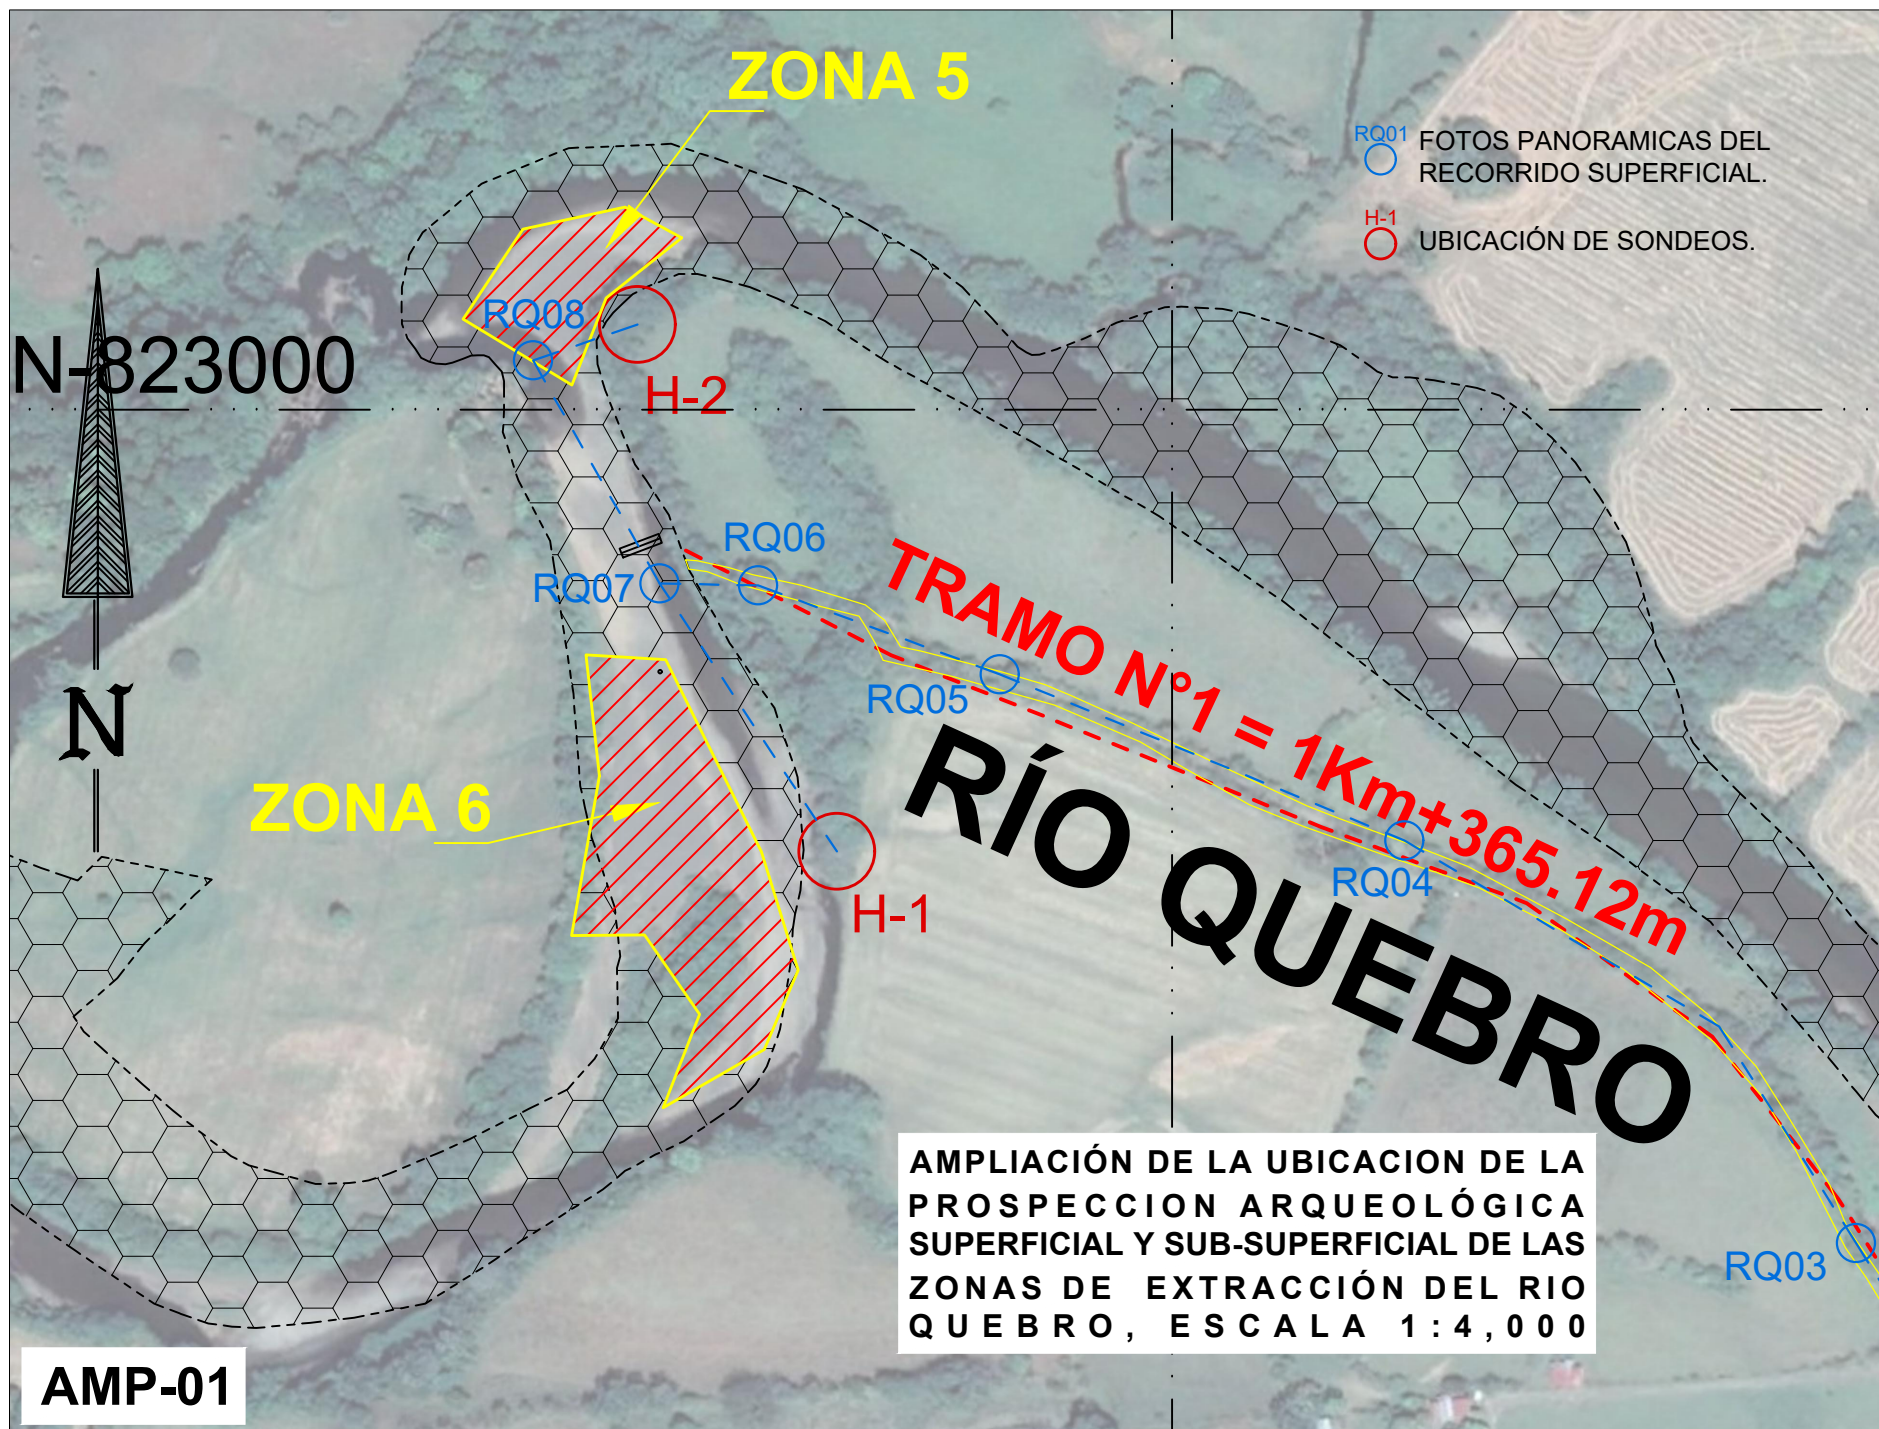 ZONA 5
RQ01
FOTOS PANORAMICAS DEL
RECORRIDO SUPERFICIAL.
H-1
UBICACIÓN DE SONDEOS.
RQ08
N-823000
H-2
RQ06
RQ07
TRAMO N°1 = 1Km+365.12m
RQ05
N
RÍO QUEBRO
ZONA 6
RQ04
H-1
AMPLIACIÓN DE LA UBICACION DE LA
PROSPECCION ARQUEOLÓGICA
SUPERFICIAL Y SUB-SUPERFICIAL DE LAS
ZONAS DE EXTRACCIÓN DEL RIO
QUEBRO, ESCALA 1:4,000
RQ03
AMP-01